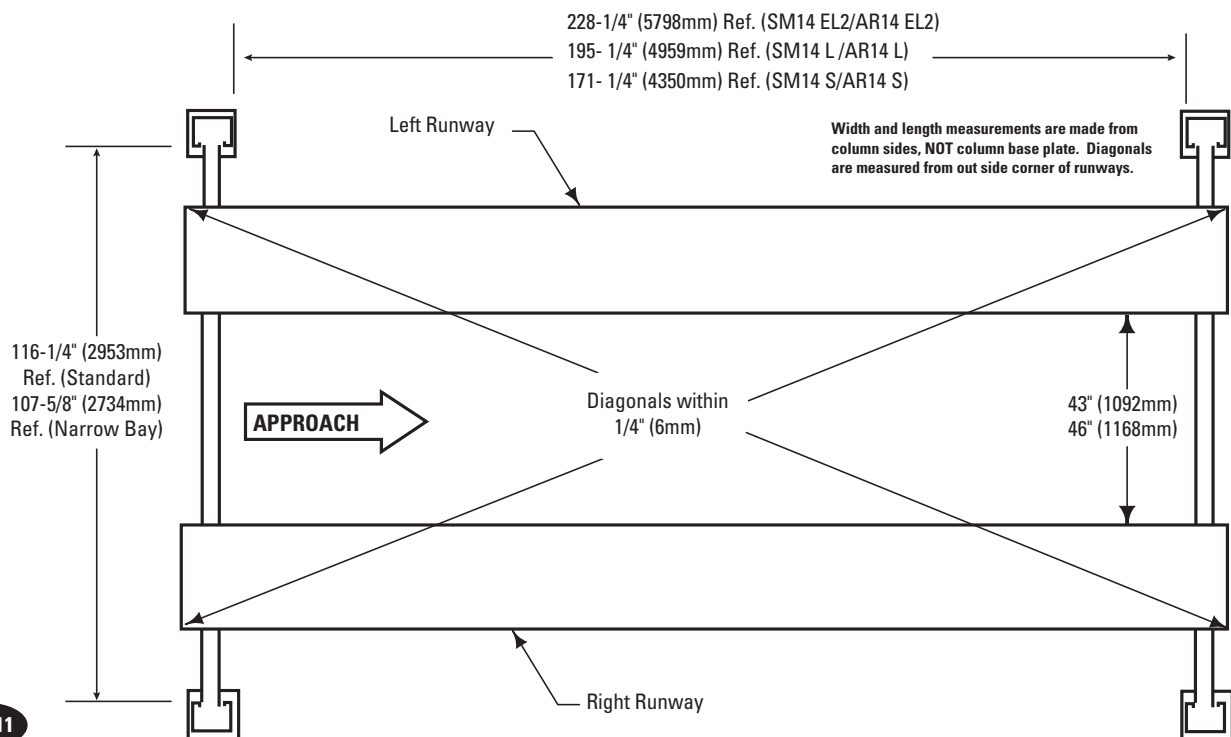 228-1/4" (5798mm) Ref. (SM14 EL2/AR14 EL2)
195- 1/4" (4959mm) Ref. (SM14 L /AR14 L)
171- 1/4" (4350mm) Ref. (SM14 S/AR14 S)
Left Runway
Width and length measurements are made from
column sides, NOT column base plate. Diagonals
are measured from out side corner of runways.
116-1/4" (2953mm)
Ref. (Standard)
107-5/8" (2734mm)
Ref. (Narrow Bay)
APPROACH
Diagonals within
1/4" (6mm)
43" (1092mm)
46" (1168mm)
Right Runway